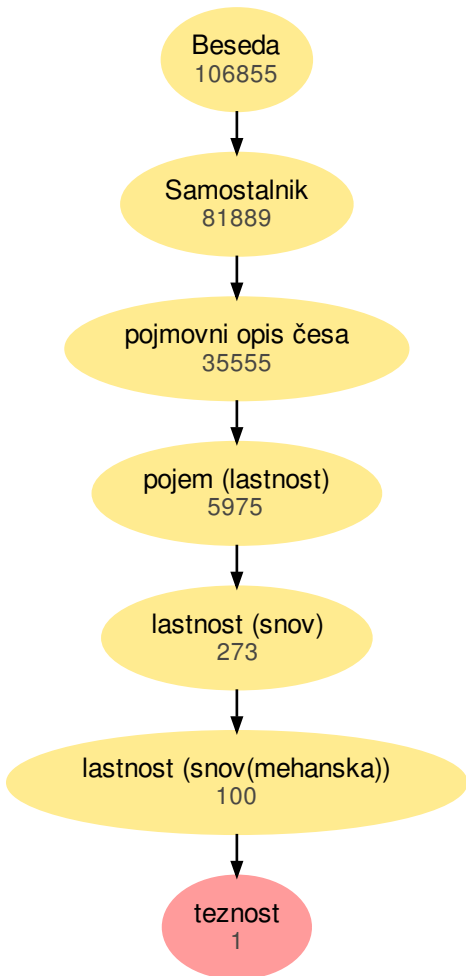 Beseda
106855
Samostalnik
81889
pojmovni opis česa
35555
pojem (lastnost)
5975
lastnost (snov)
273
lastnost (snov(mehanska))
100
teznost
1